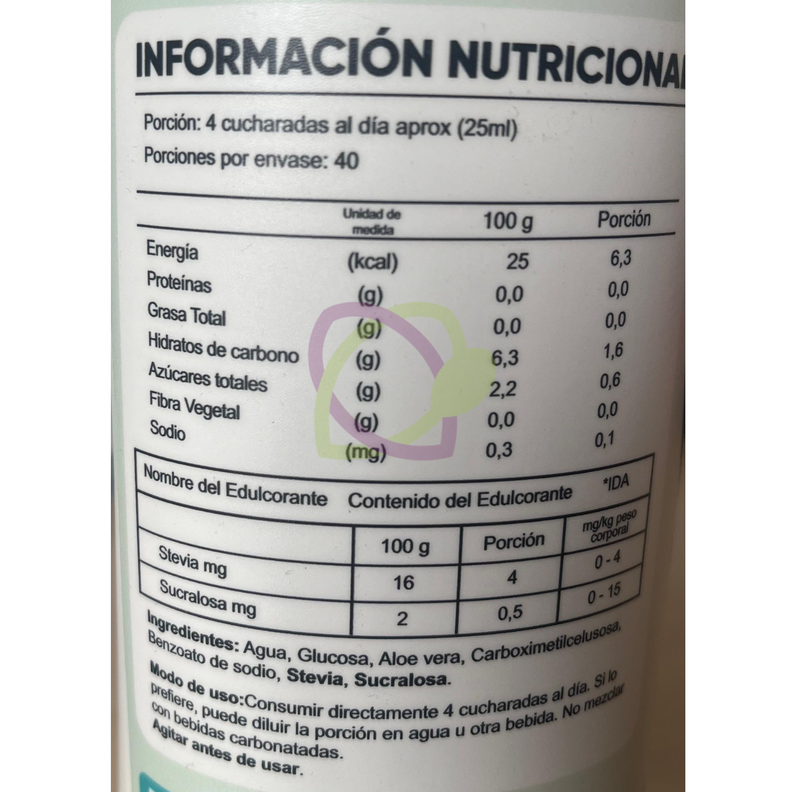 INFORMACIÓN NUTRICIONAL
Porción: 4 cucharadas al día aprox (25ml)
Porciones por envase: 40
Unidad de medida 100 g Porción
Energía (kcal) 25 6,3
Proteínas (g) 0,0 0,0
Grasa Total (g) 0,0 0,0
Hidratos de carbono (g) 6,3 1,6
Azúcares totales (g) 2,2 0,6
Fibra Vegetal (g) 0,0 0,0
Sodio (mg) 0,3 0,1
Nombre del Edulcorante Contenido del Edulcorante *IDA
100 g Porción mg/kg peso corporal
Stevia mg 16 4 0 - 4
Sucralosa mg 2 0,5 0 - 15
Ingredientes: Agua, Glucosa, Aloe vera, Carboximetilcelusosa,
Benzoato de sodio, Stevia, Sucralosa.
Modo de uso:Consumir directamente 4 cucharadas al día. Si lo
prefiere, puede diluir la porción en agua u otra bebida. No mezclar
con bebidas carbonatadas.
Agitar antes de usar.